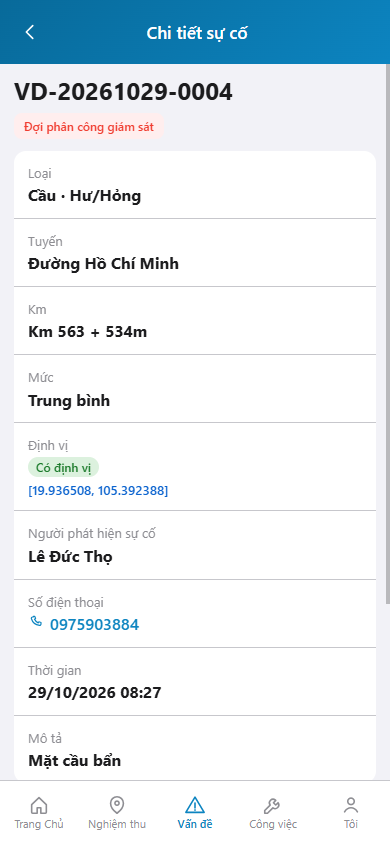 Chi tiết sự cố
VD-20261029-0004
Đợi phân công giám sát
Loại
Cầu · Hư/Hỏng
Tuyến
Đường Hồ Chí Minh
Km
Km 563 + 534m
Mức
Trung bình
Định vị
Có định vị
[19.936508, 105.392388]
Người phát hiện sự cố
Lê Đức Thọ
Số điện thoại
0975903884
Thời gian
29/10/2026 08:27
Mô tả
Mặt cầu bẩn
Trang Chủ Nghiệm thu Vấn đề Công việc Tôi